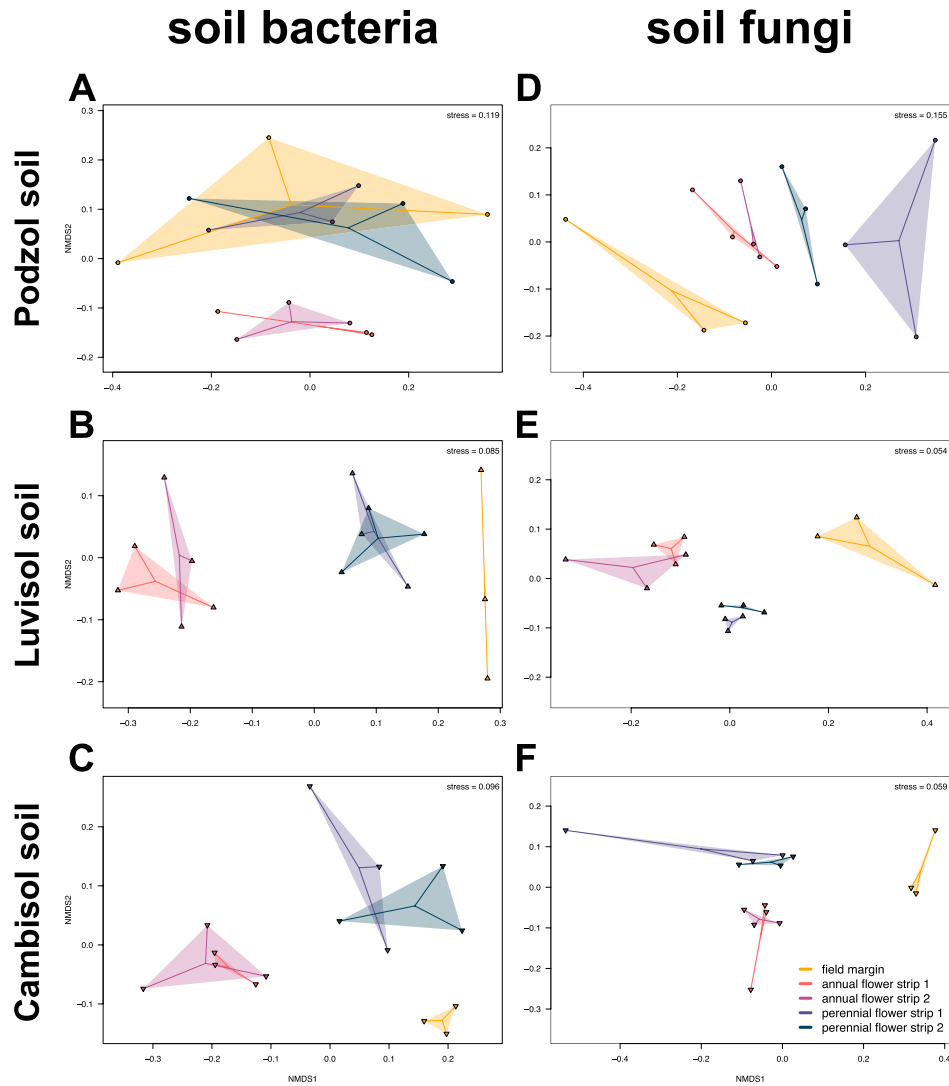 soil bacteria
soil fungi
Podzol soil
A
stress = 0.119
NMDS2
0.3
0.2
0.1
0.0
−0.1
−0.2
−0.4
−0.2
0.0
0.2
D
stress = 0.155
0.2
0.1
0.0
−0.1
−0.2
−0.4
−0.2
0.0
0.2
Luvisol soil
B
stress = 0.085
NMDS2
0.1
0.0
−0.1
−0.2
−0.3
−0.2
−0.1
0.0
0.1
0.2
0.3
E
stress = 0.054
0.2
0.1
0.0
−0.1
−0.2
−0.2
0.0
0.2
0.4
Cambisol soil
C
stress = 0.096
NMDS2
0.2
0.1
0.0
−0.1
−0.3
−0.2
−0.1
0.0
0.1
0.2
NMDS1
F
stress = 0.059
0.2
0.1
0.0
−0.1
−0.2
−0.3
field margin
annual flower strip 1
annual flower strip 2
perennial flower strip 1
perennial flower strip 2
−0.4
−0.2
0.0
0.2
0.4
NMDS1